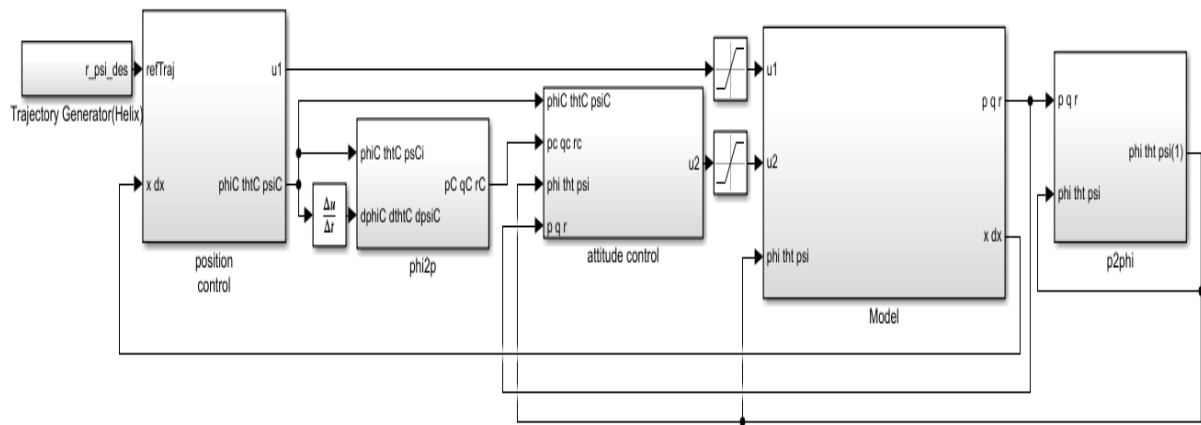 r_psi_des
Trajectory Generator(Helix)
refTraj
u1
x dx
phiC thtC psiC
position
control
Δu
Δt
phiC thtC psCi
pC qC rC
dphiC dthtC dpsiC
phi2p
phiC thtC psiC
pc qc rc
u2
phi tht psi
p q r
attitude control
u1
p q r
u2
x dx
phi tht psi
Model
p q r
phi tht psi(1)
phi tht psi
p2phi